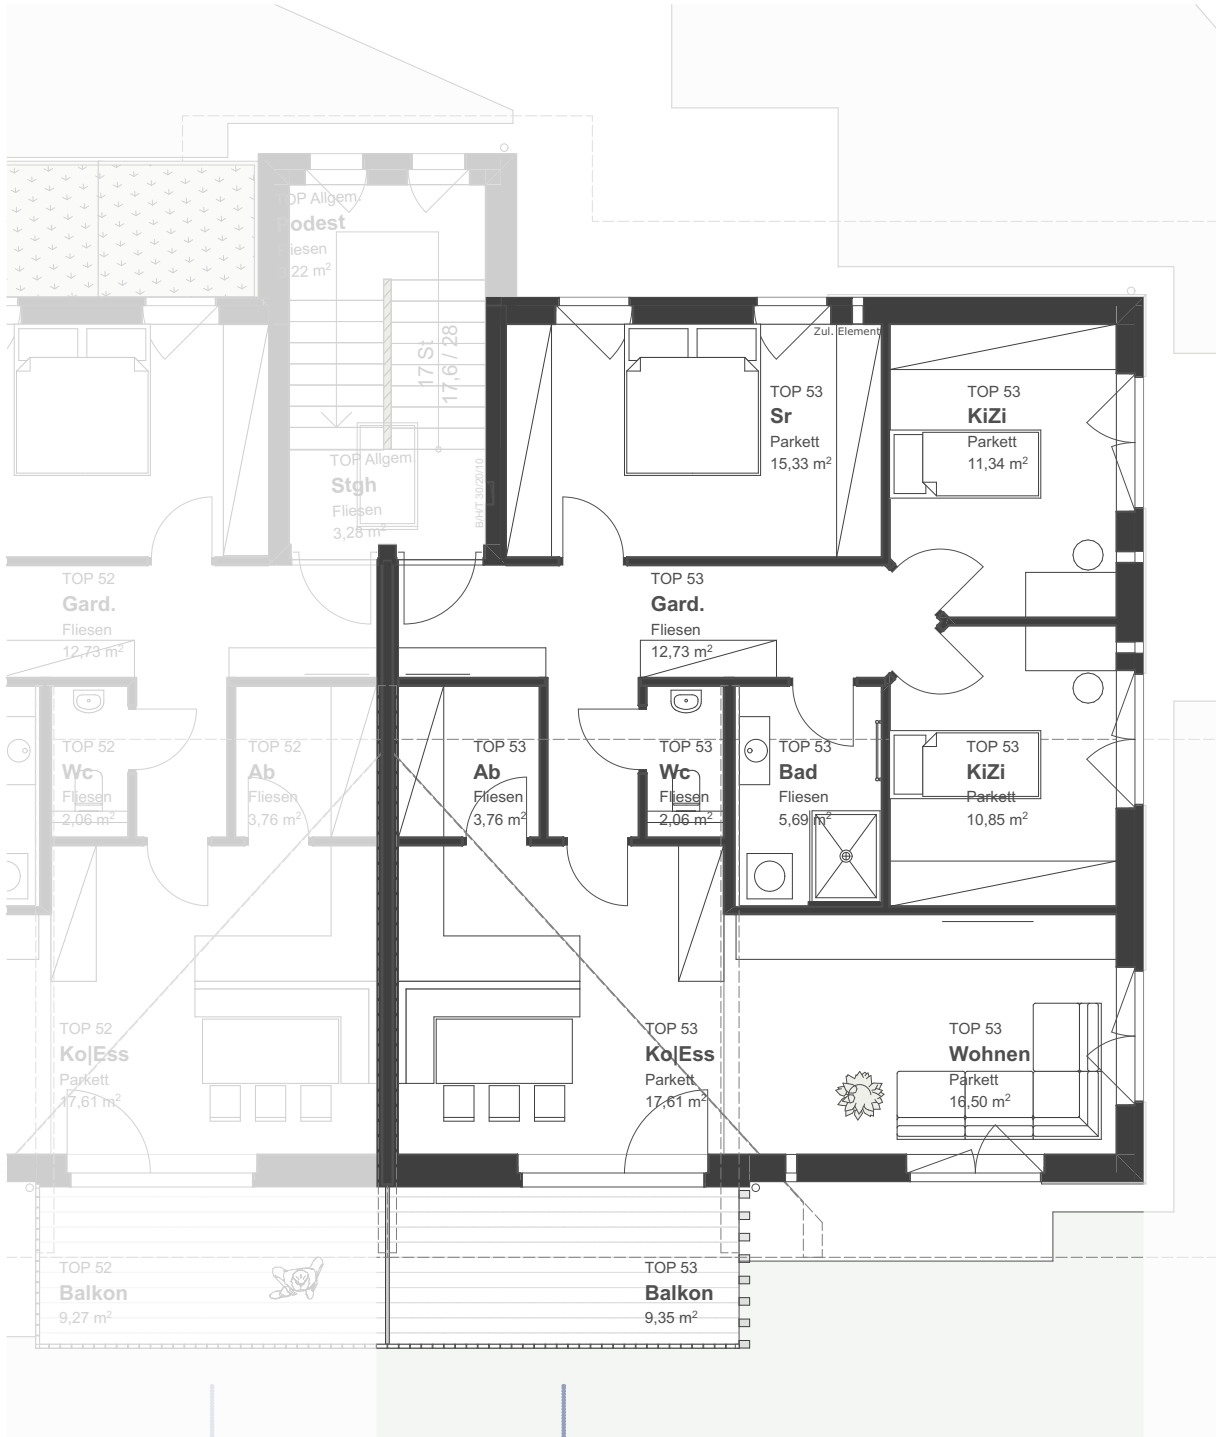 TOP Allgem.
Podest
Fliesen
22 m²
17 St
17,6 / 28
TOP Allgem.
Stgh
Fliesen
3,28 m²
B/H/T 30/20/10
Zul. Element
TOP 53
Sr
Parkett
15,33 m²
TOP 53
KiZi
Parkett
11,34 m²
TOP 52
Gard.
Fliesen
12,73 m²
TOP 53
Gard.
Fliesen
12,73 m²
TOP 52
Wc
Fliesen
2,06 m²
TOP 52
Ab
Fliesen
3,76 m²
TOP 53
Ab
Fliesen
3,76 m²
TOP 53
Wc
Fliesen
2,06 m²
TOP 53
Bad
Fliesen
5,69 m²
TOP 53
KiZi
Parkett
10,85 m²
TOP 52
Ko|Ess
Parkett
17,61 m²
TOP 53
Ko|Ess
Parkett
17,61 m²
TOP 53
Wohnen
Parkett
16,50 m²
TOP 52
Balkon
9,27 m²
TOP 53
Balkon
9,35 m²